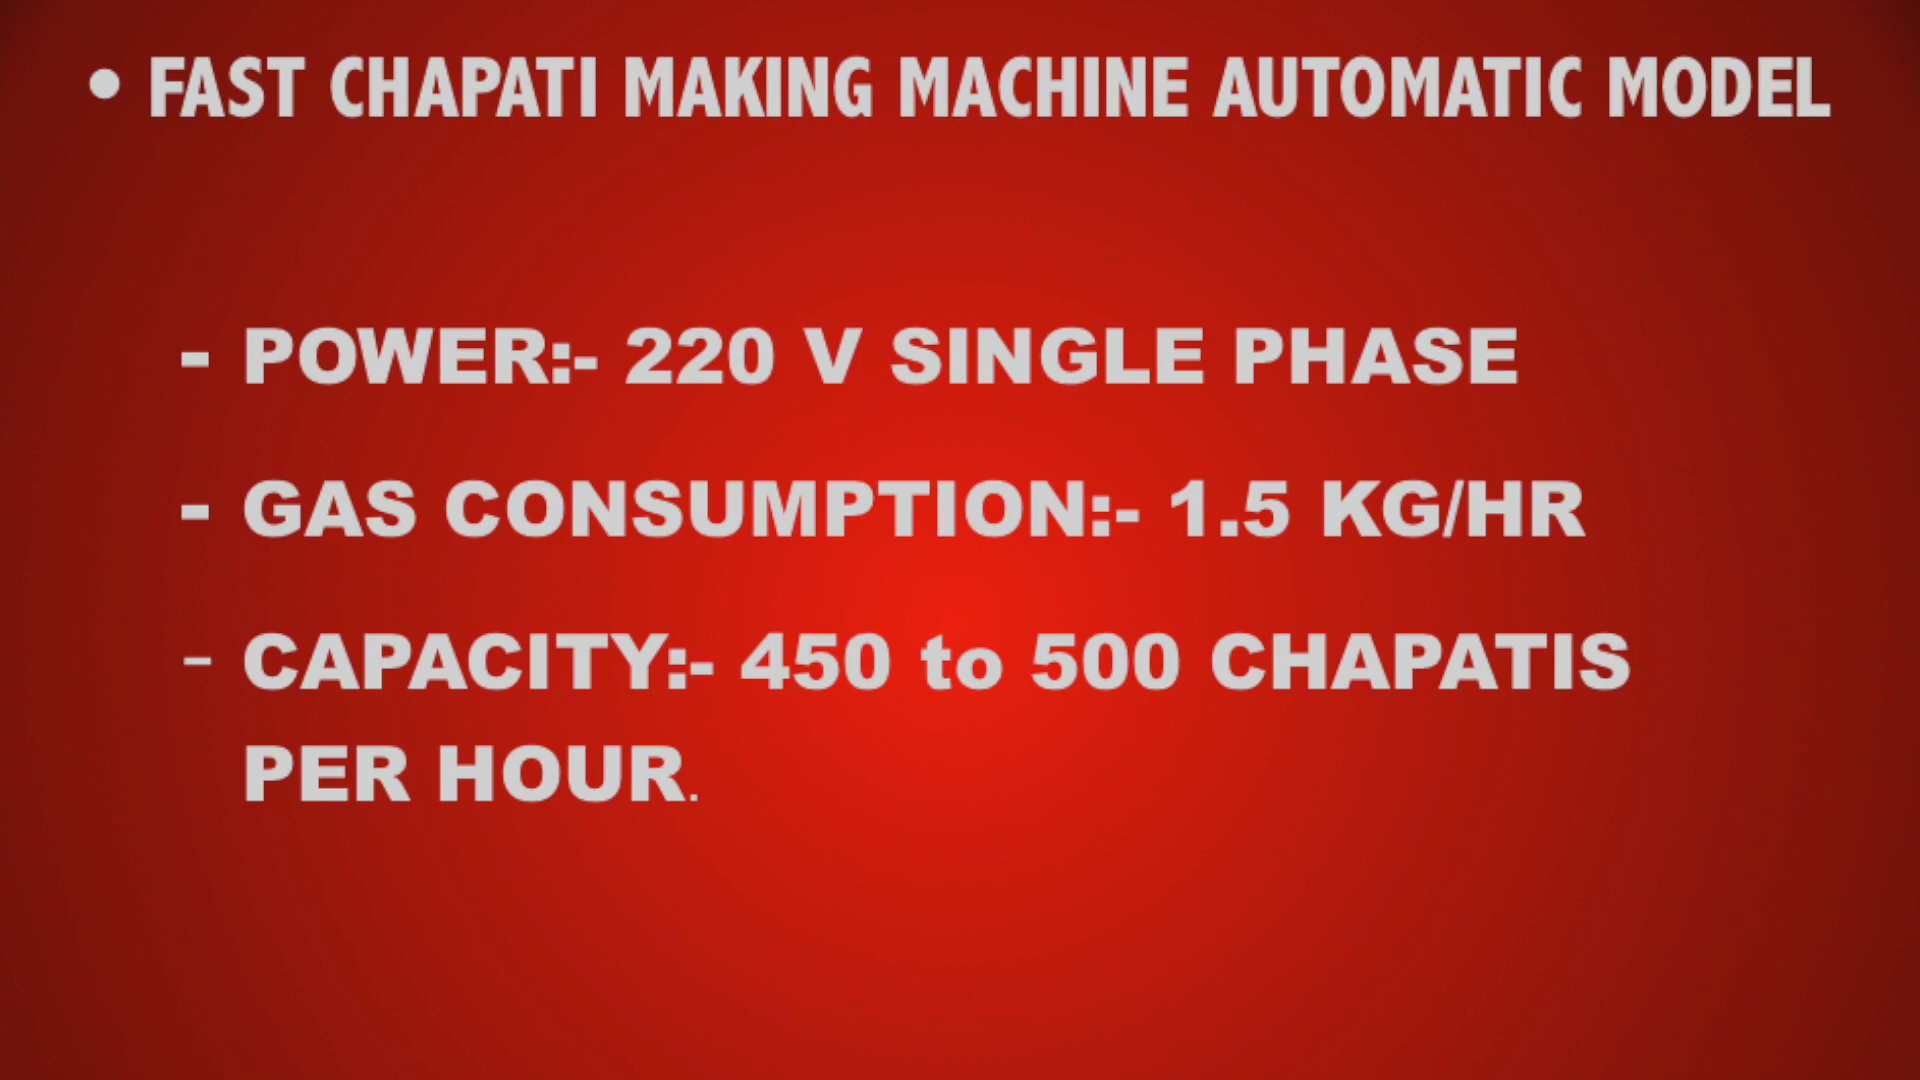 • FAST CHAPATI MAKING MACHINE AUTOMATIC MODEL
- POWER:- 220 V SINGLE PHASE
- GAS CONSUMPTION:- 1.5 KG/HR
- CAPACITY:- 450 to 500 CHAPATIS
PER HOUR.